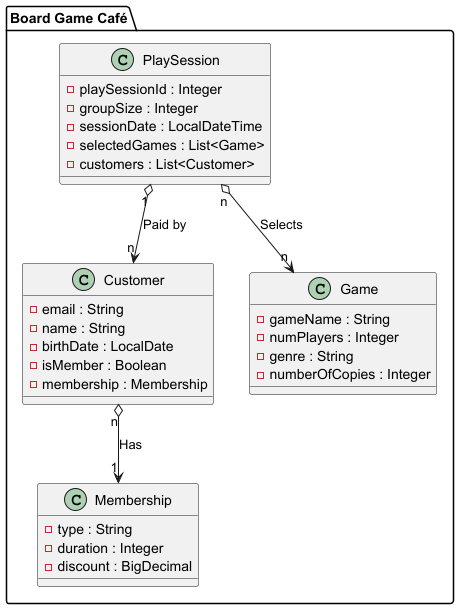 Board Game Café
C PlaySession
playSessionId : Integer
groupSize : Integer
sessionDate : LocalDateTime
selectedGames : List<Game>
customers : List<Customer>
1
n
Paid by
Selects
n
n
C Customer
email : String
name : String
birthDate : LocalDate
isMember : Boolean
membership : Membership
C Game
gameName : String
numPlayers : Integer
genre : String
numberOfCopies : Integer
n
Has
1
C Membership
type : String
duration : Integer
discount : BigDecimal